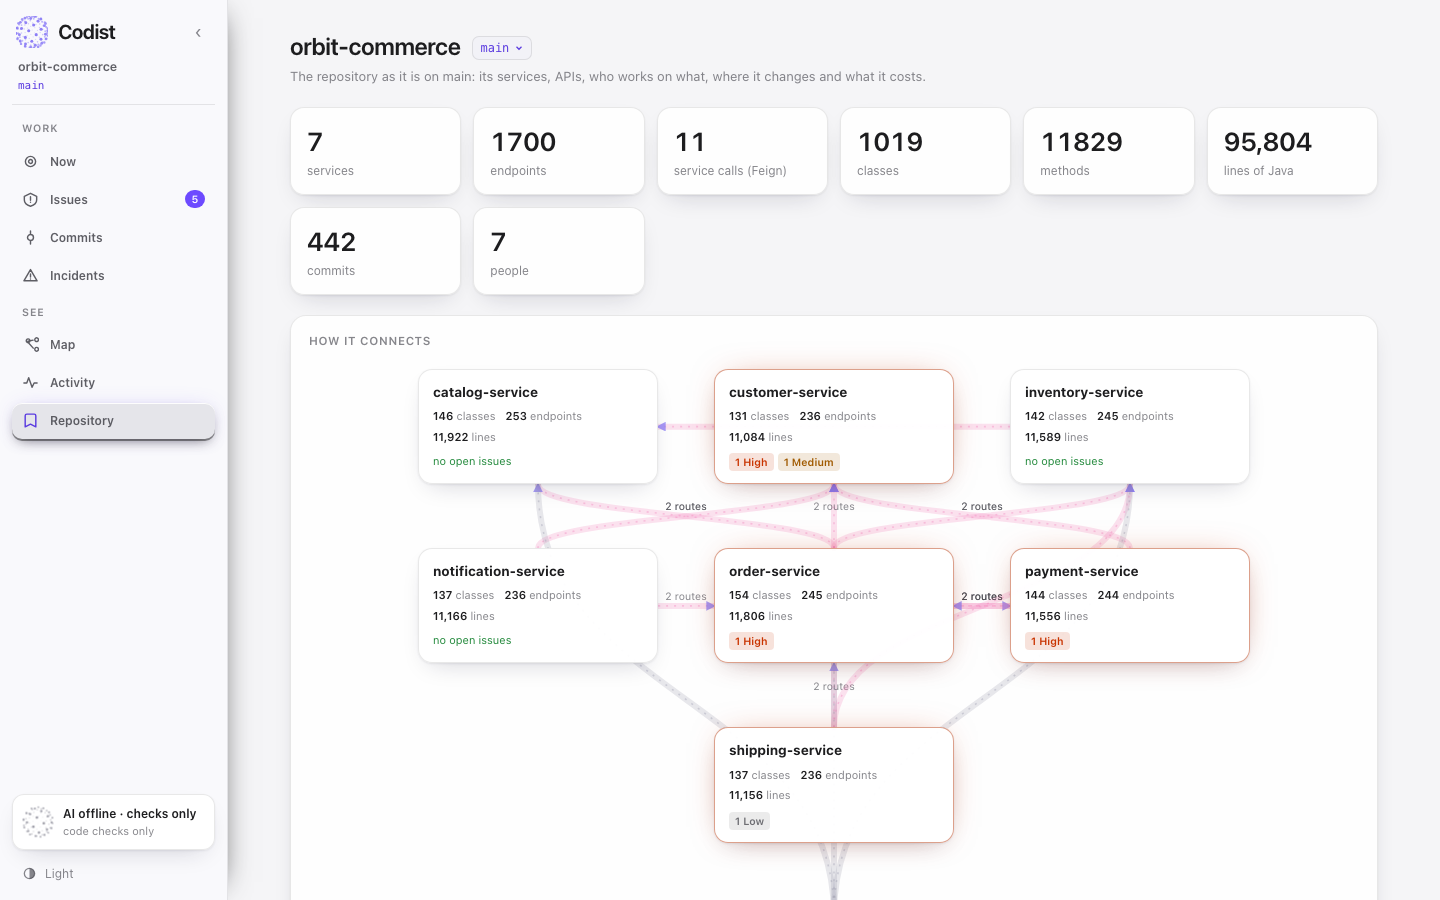 Codist
orbit-commerce
main
WORK
Now
Issues 5
Commits
Incidents
SEE
Map
Activity
Repository
AI offline · checks only
code checks only
Light
orbit-commerce main
The repository as it is on main: its services, APIs, who works on what, where it changes and what it costs.
7
services
1700
endpoints
11
service calls (Feign)
1019
classes
11829
methods
95,804
lines of Java
442
commits
7
people
HOW IT CONNECTS
catalog-service
146 classes 253 endpoints
11,922 lines
no open issues
customer-service
131 classes 236 endpoints
11,084 lines
1 High 1 Medium
inventory-service
142 classes 245 endpoints
11,589 lines
no open issues
2 routes 2 routes 2 routes
notification-service
137 classes 236 endpoints
11,166 lines
no open issues
2 routes
order-service
154 classes 245 endpoints
11,806 lines
1 High
2 routes
payment-service
144 classes 244 endpoints
11,556 lines
1 High
2 routes
shipping-service
137 classes 236 endpoints
11,156 lines
1 Low